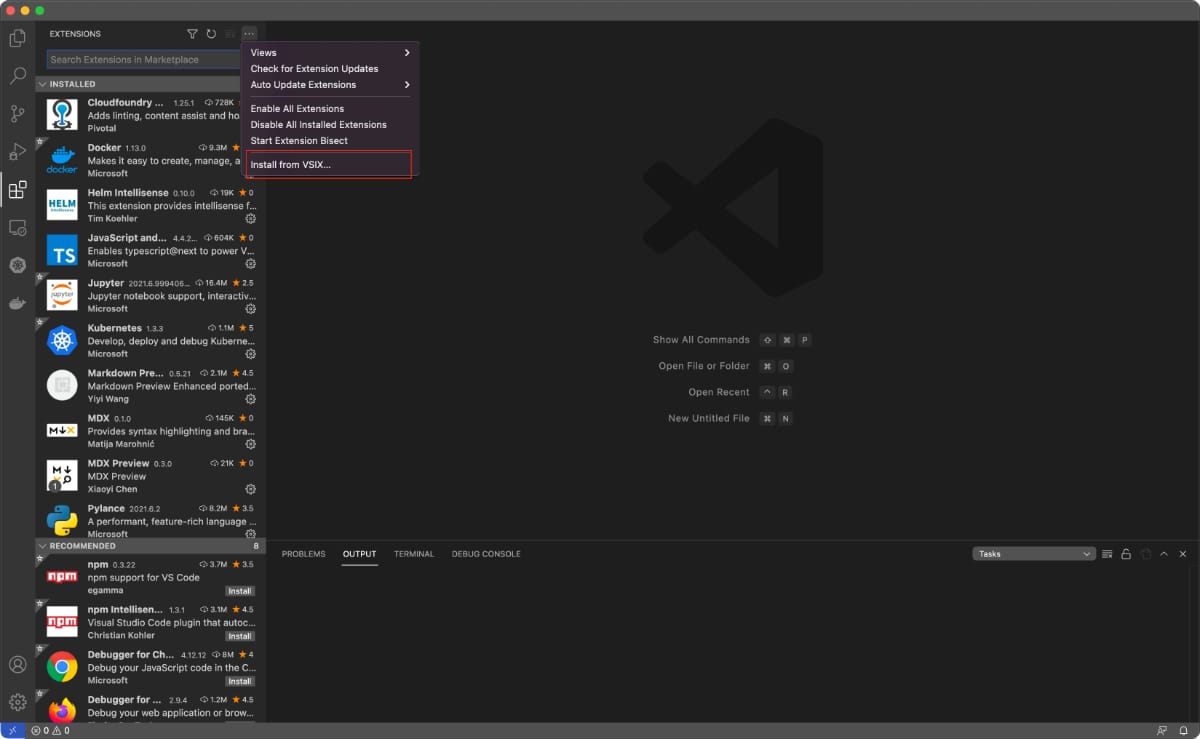 EXTENSIONS
Search Extensions in Marketplace
INSTALLED
Views
Check for Extension Updates
Auto Update Extensions
Enable All Extensions
Disable All Installed Extensions
Start Extension Bisect
Install from VSIX...
Cloudfoundry ... 1.25.1 728K
Adds linting, content assist and ho
Pivotal
docker
Docker 1.13.0 9.3M
Makes it easy to create, manage, a
Microsoft
HELM
Helm Intellisense 0.10.0 19K 0
This extension provides intellisense f...
Tim Koehler
TS
JavaScript and... 4.4.2... 604K 0
Enables typescript@next to power V...
Microsoft
jupyter
Jupyter 2021.6.999406... 16.4M 2.5
Jupyter notebook support, interactiv...
Microsoft
Kubernetes 1.3.3 1.1M 5
Develop, deploy and debug Kuberne...
Microsoft
Markdown Pre... 0.5.21 2.1M 4.5
Markdown Preview Enhanced ported...
Yiyi Wang
MDX 0.1.0 145K 0
Provides syntax highlighting and bra...
Matija Marohnić
MDX Preview 0.3.0 21K 0
MDX Preview
Xiaoyi Chen
1
Pylance 2021.6.2 8.2M 3.5
A performant, feature-rich language ...
Microsoft
RECOMMENDED 8
npm
npm 0.3.22 3.7M 3.5
npm support for VS Code
egamma Install
npm
npm Intellisen... 1.3.1 3.1M 4.5
Visual Studio Code plugin that autoc...
Christian Kohler Install
Debugger for Ch... 4.12.12 8M 4
Debug your JavaScript code in the C...
Microsoft Install
Debugger for ... 2.9.4 1.2M 4.5
Debug your web application or brow...
0 0
Show All Commands ⇧ ⌘ P
Open File or Folder ⌘ O
Open Recent ^ R
New Untitled File ⌘ N
PROBLEMS OUTPUT TERMINAL DEBUG CONSOLE
Tasks